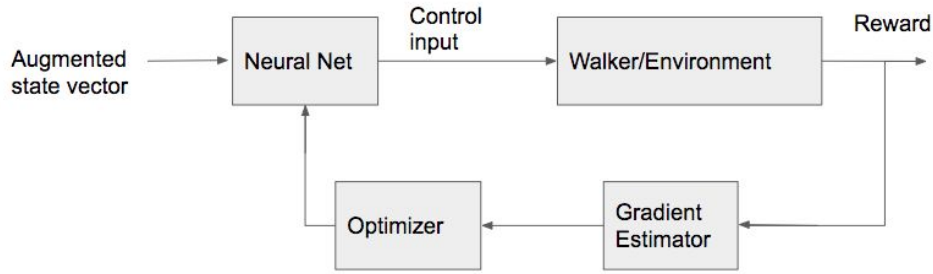 Augmented
state vector
Neural Net
Control
input
Walker/Environment
Reward
Optimizer
Gradient
Estimator